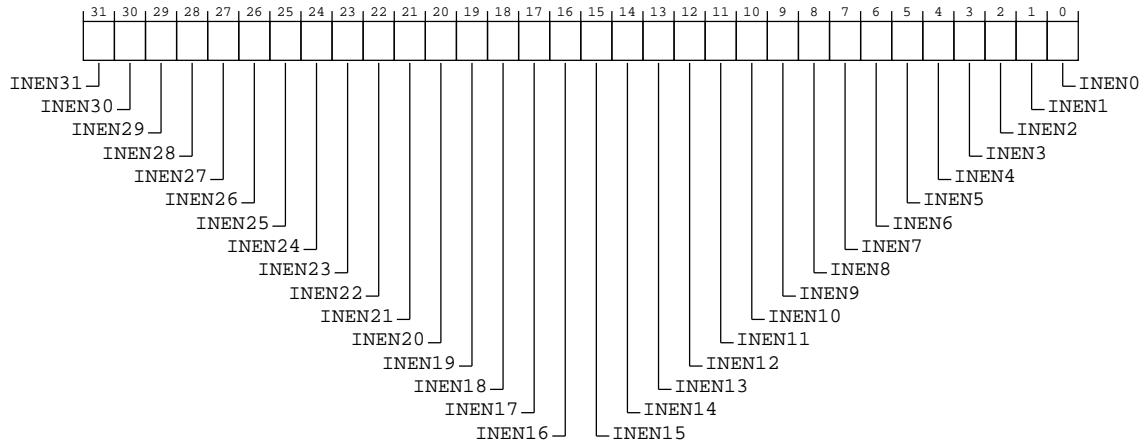 31 30 29 28 27 26 25 24 23 22 21 20 19 18 17 16 15 14 13 12 11 10 9 8 7 6 5 4 3 2 1 0
INEN31 INEN0
INEN30 INEN1
INEN29 INEN2
INEN28 INEN3
INEN27 INEN4
INEN26 INEN5
INEN25 INEN6
INEN24 INEN7
INEN23 INEN8
INEN22 INEN9
INEN21 INEN10
INEN20 INEN11
INEN19 INEN12
INEN18 INEN13
INEN17 INEN14
INEN16 INEN15